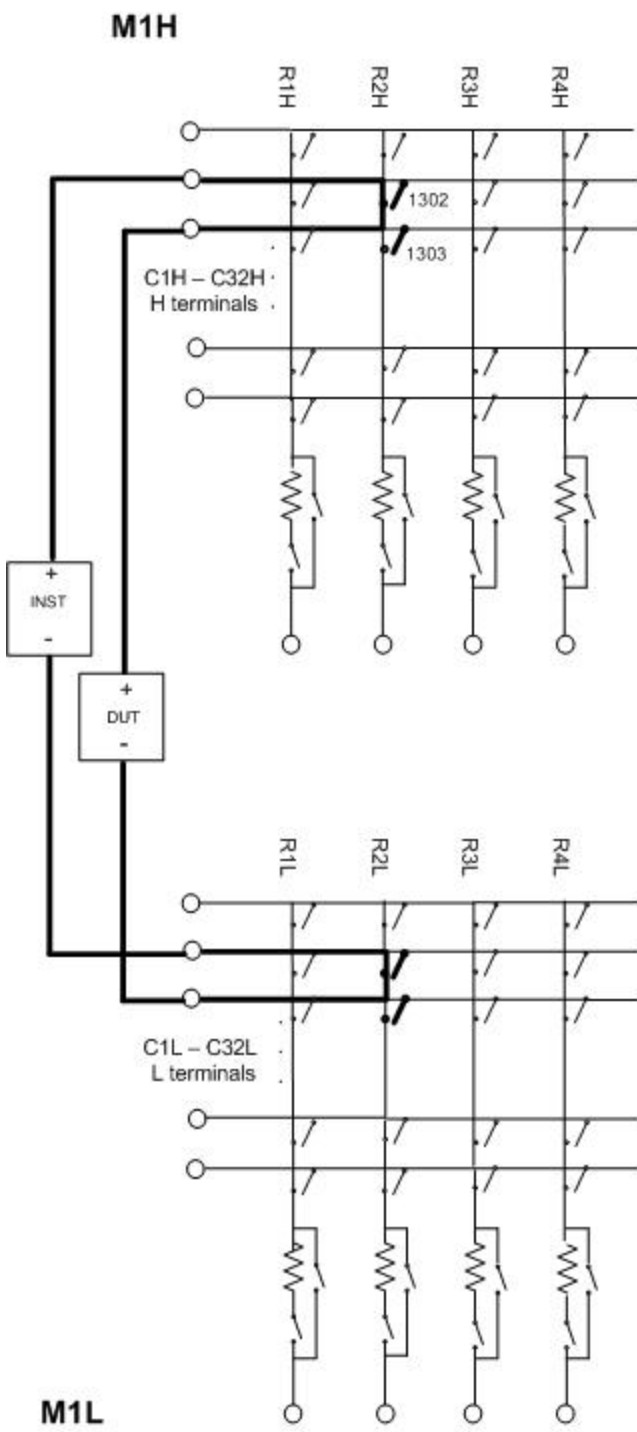 M1H
R1H R2H R3H R4H
1302
1303
C1H – C32H
H terminals
+
INST
-
+
DUT
-
R1L R2L R3L R4L
C1L – C32L
L terminals
M1L